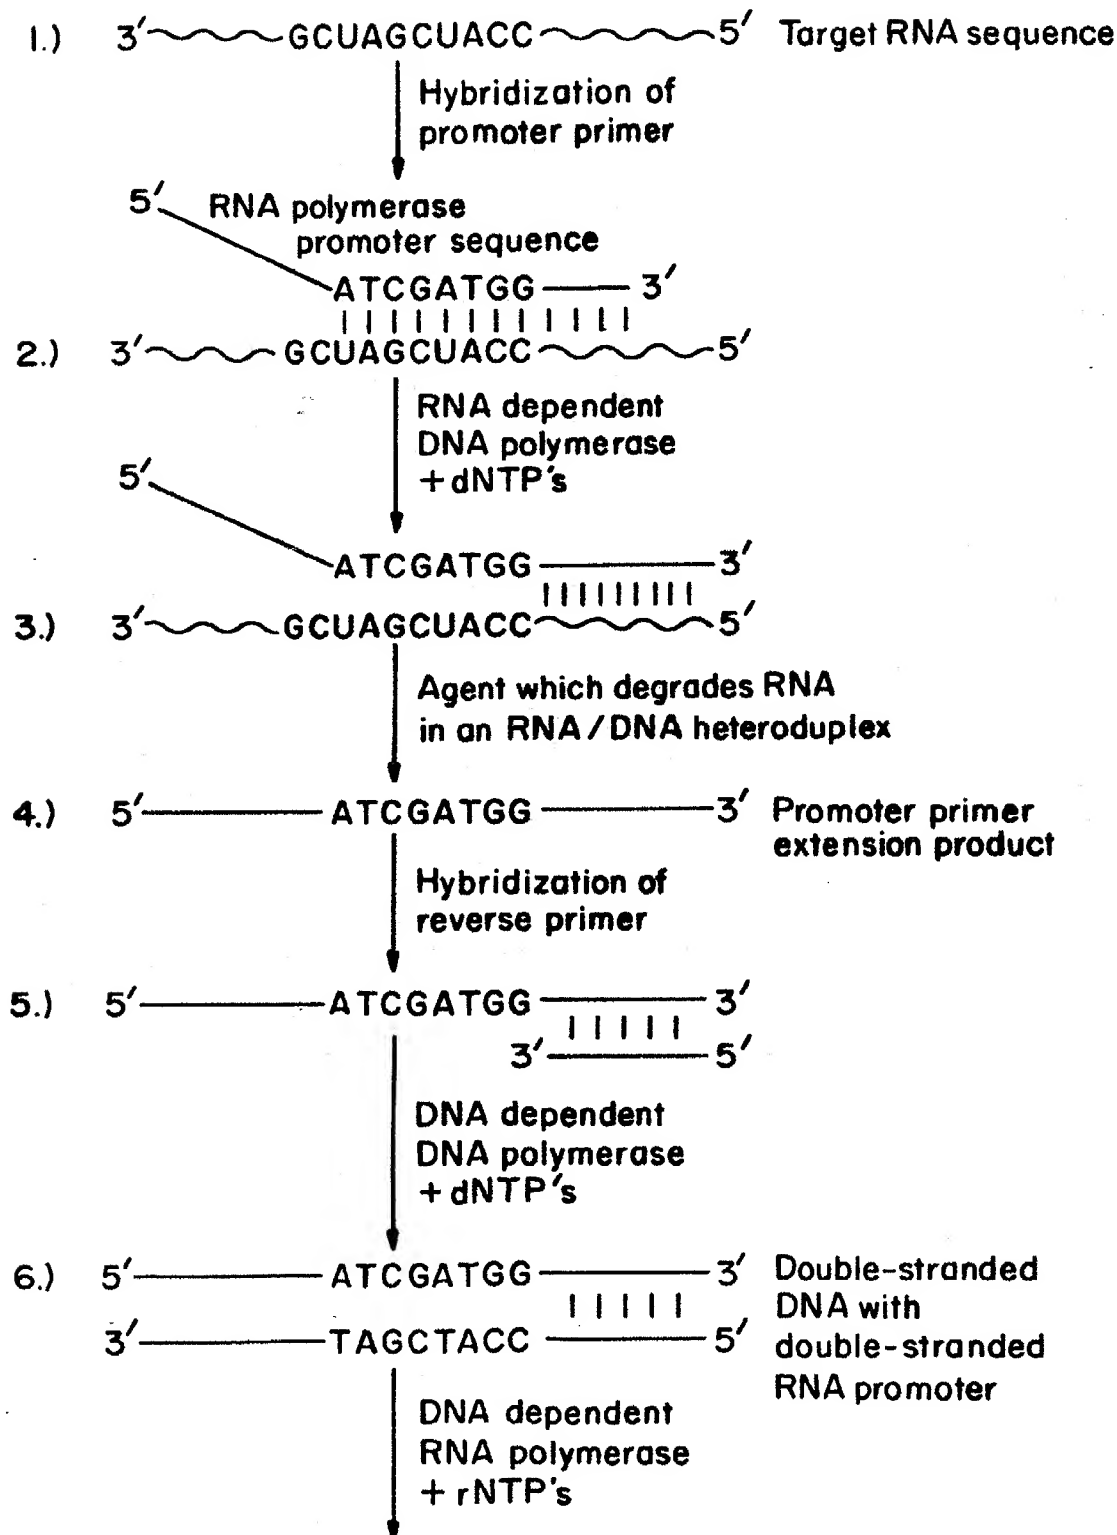 1.) 3′ GCUAGCUACC 5′ Target RNA sequence
Hybridization of
promoter primer
5′ RNA polymerase
promoter sequence
ATCGATGG 3′
2.) 3′ GCUAGCUACC 5′
RNA dependent
DNA polymerase
+dNTP's
5′
ATCGATGG 3′
3.) 3′ GCUAGCUACC 5′
Agent which degrades RNA
in an RNA/DNA heteroduplex
4.) 5′ ATCGATGG 3′ Promoter primer
extension product
Hybridization of
reverse primer
5.) 5′ ATCGATGG 3′
3′ 5′
DNA dependent
DNA polymerase
+ dNTP's
6.) 5′ ATCGATGG 3′ Double-stranded
DNA with
3′ TAGCTACC 5′ double-stranded
RNA promoter
DNA dependent
RNA polymerase
+ rNTP's